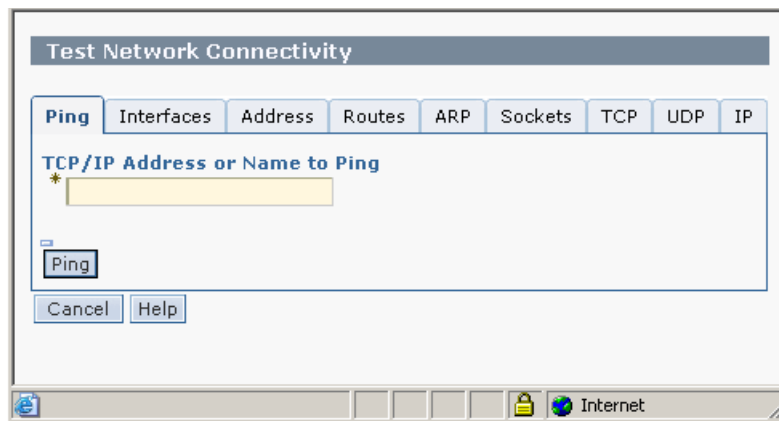 Test Network Connectivity
Ping Interfaces Address Routes ARP Sockets TCP UDP IP
TCP/IP Address or Name to Ping
*
Ping
Cancel Help
Internet